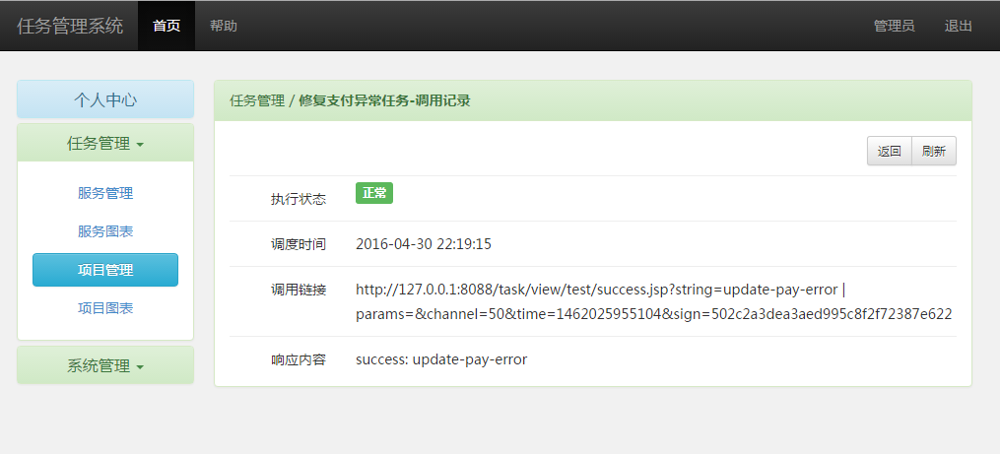 任务管理系统 首页 帮助 管理员 退出
个人中心
任务管理
服务管理
服务图表
项目管理
项目图表
系统管理
任务管理 / 修复支付异常任务-调用记录
返回 刷新
执行状态 正常
调度时间 2016-04-30 22:19:15
调用链接 http://127.0.0.1:8088/task/view/test/success.jsp?string=update-pay-error |
params=&channel=50&time=1462025955104&sign=502c2a3dea3aed995c8f2f72387e622
响应内容 success: update-pay-error